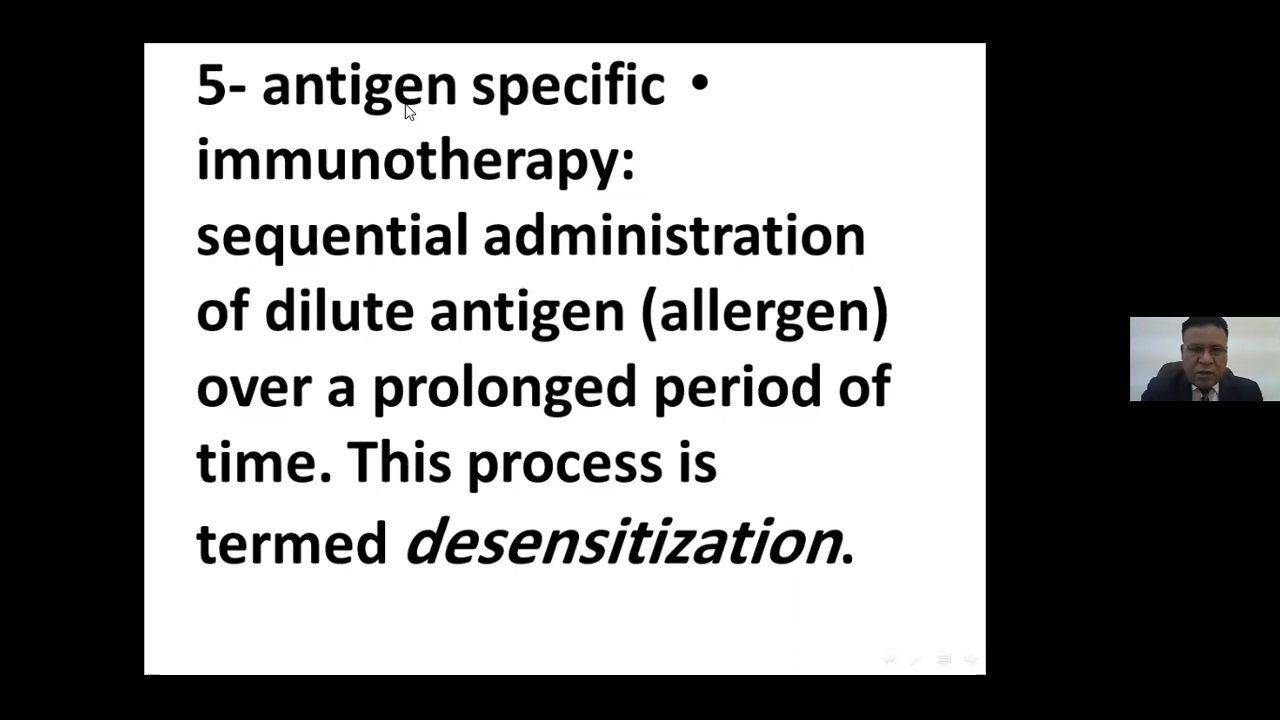 5- antigen specific •
immunotherapy:
sequential administration
of dilute antigen (allergen)
over a prolonged period of
time. This process is
termed desensitization.